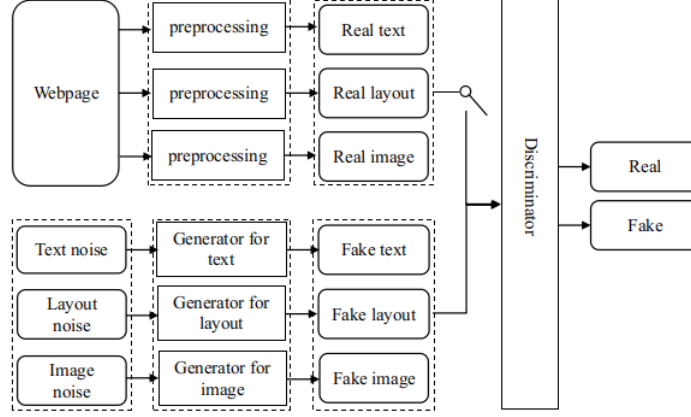 preprocessing
Real text
Webpage
preprocessing
Real layout
preprocessing
Real image
Discriminator
Real
Fake
Text noise
Generator for
text
Fake text
Layout
noise
Generator for
layout
Fake layout
Image
noise
Generator for
image
Fake image